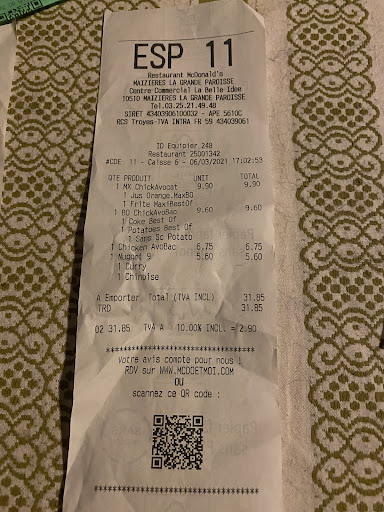 ESP 11
Restaurant McDonald's
MAIZIERES LA GRANDE PAROISSE
Centre Commercial La Belle Idee
10510 MAIZIERES LA GRANDE PAROISSE
Tel.03.25.21.49.48
SIRET 43403906100032 - APE 5610C
RCS Troyes-TVA INTRA FR 59 434039061
ID Equipier 248
Restaurant 25001342
#CDE 11 - Caisse 6 - 06/03/2021 17:02:53
QTE PRODUIT UNIT TOTAL
1 MX ChickAvocat 9.90 9.90
1 Jus Orange.MaxBO
1 Frite MaxiBestOf
1 BO ChickAvoBac 9.60 9.60
1 Coke Best Of
1 Potatoes Best Of
1 Sans Sc Potato
1 Chicken AvoBac 6.75 6.75
1 Nuggets 9 5.60 5.60
1 Curry
1 Chinoise
A Emporter Total (TVA INCL) 31.85
TRD 31.85
02 31.85 TVA A 10.00% INCL. = 2.90
****************************
Votre avis compte pour nous !
RDV sur WWW.MCDOETMOI.COM
OU
scannez ce QR code :
****************************